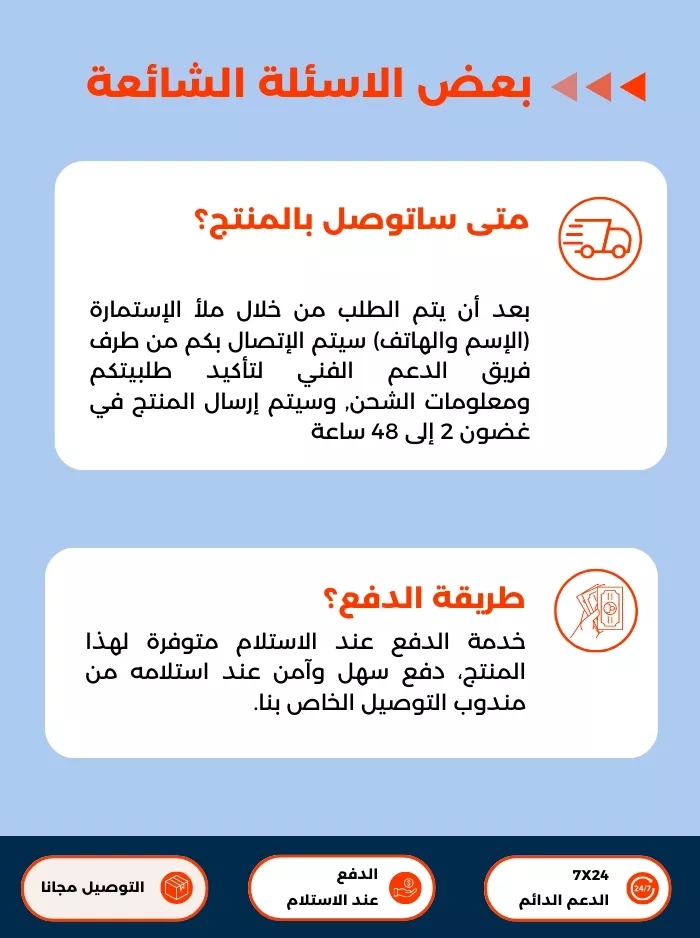 بعض الاسئلة الشائعة
متى ساتوصل بالمنتج؟
بعد أن يتم الطلب من خلال ملأ الإستمارة
(الإسم والهاتف) سيتم الإتصال بكم من طرف
فريق الدعم الفني لتأكيد طلبيتكم
ومعلومات الشحن, وسيتم إرسال المنتج في
غضون 2 إلى 48 ساعة
طريقة الدفع؟
خدمة الدفع عند الاستلام متوفرة لهذا
المنتج، دفع سهل وآمن عند استلامه من
مندوب التوصيل الخاص بنا.
7X24
الدعم الدائم
24/7
الدفع
عند الاستلام
التوصيل مجانا